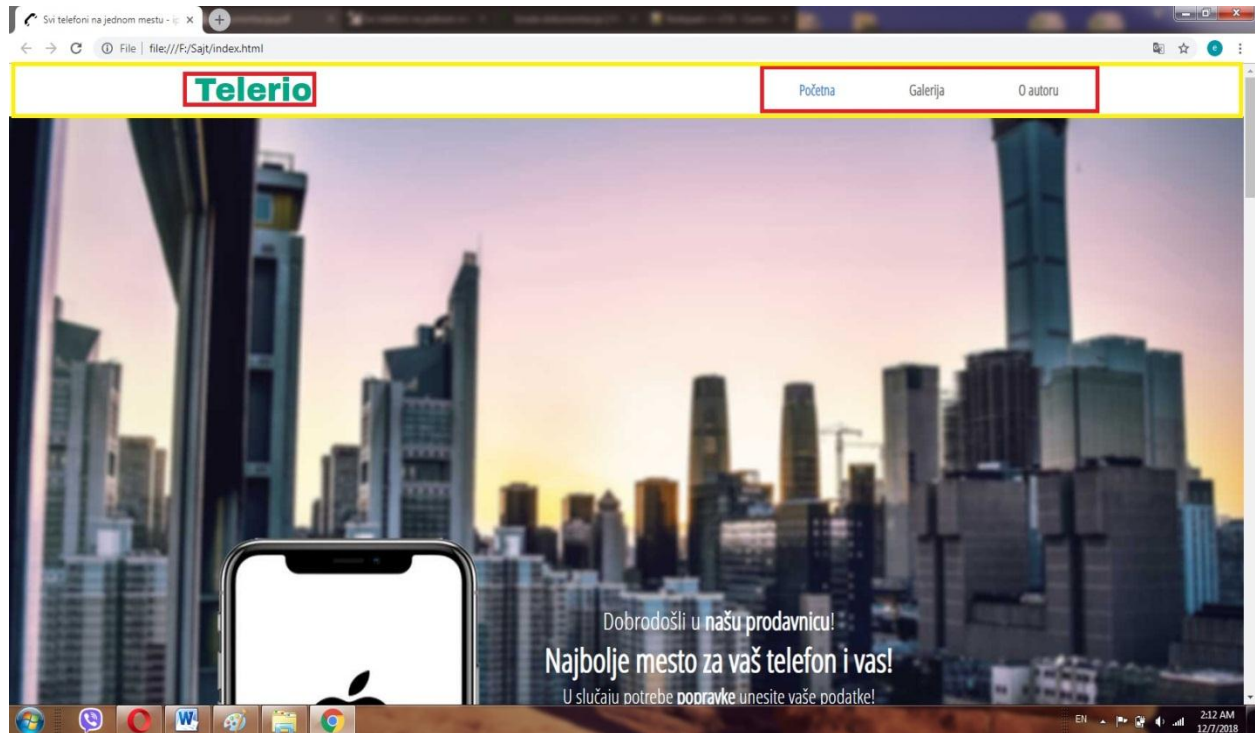 Svi telefoni na jednom mestu - ip
File | file:///F:/Sajt/index.html
Telerio
Početna Galerija O autoru
Dobrodošli u našu prodavnicu!
Najbolje mesto za vaš telefon i vas!
U slučaju potrebe popravke unesite vaše podatke!
EN 2:12 AM
12/7/2018